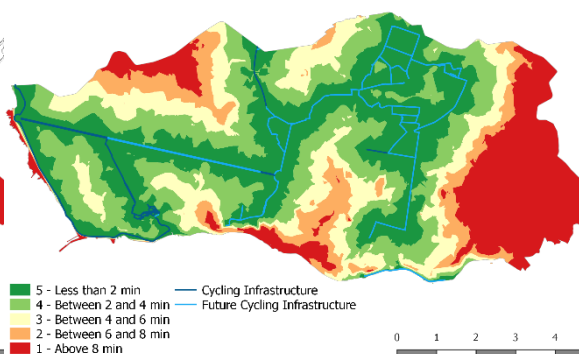 5 - Less than 2 min
4 - Between 2 and 4 min
3 - Between 4 and 6 min
2 - Between 6 and 8 min
1 - Above 8 min
Cycling Infrastructure
Future Cycling Infrastructure
0 1 2 3 4